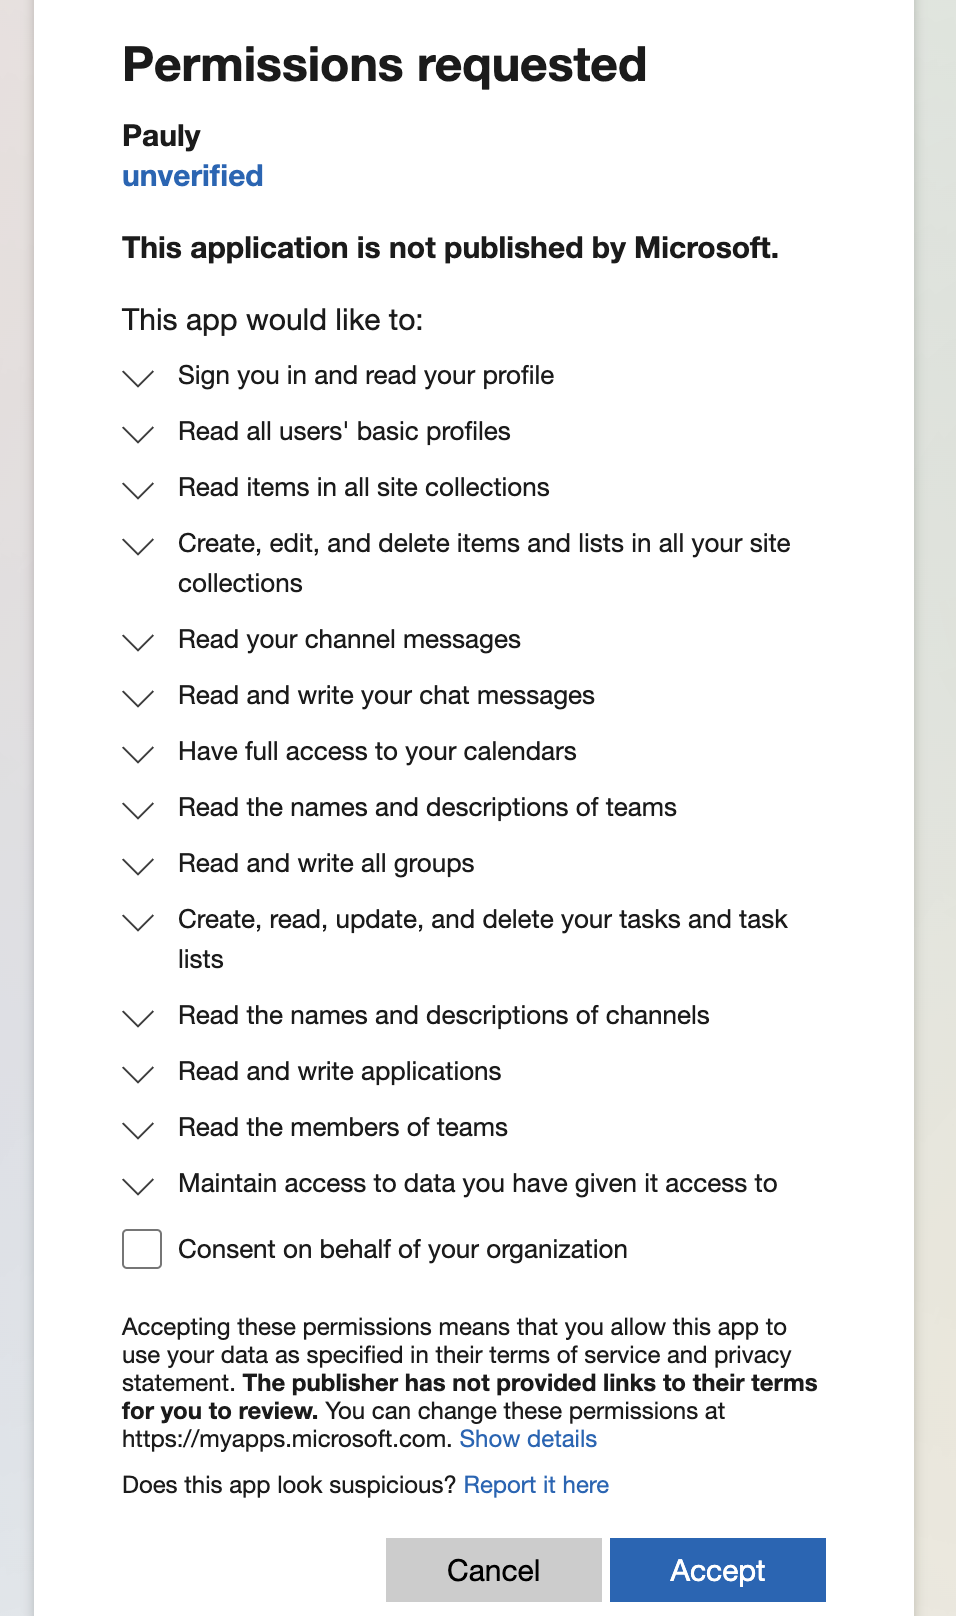 Permissions requested
Pauly
unverified
This application is not published by Microsoft.
This app would like to:
Sign you in and read your profile
Read all users' basic profiles
Read items in all site collections
Create, edit, and delete items and lists in all your site
collections
Read your channel messages
Read and write your chat messages
Have full access to your calendars
Read the names and descriptions of teams
Read and write all groups
Create, read, update, and delete your tasks and task
lists
Read the names and descriptions of channels
Read and write applications
Read the members of teams
Maintain access to data you have given it access to
Consent on behalf of your organization
Accepting these permissions means that you allow this app to
use your data as specified in their terms of service and privacy
statement. The publisher has not provided links to their terms
for you to review. You can change these permissions at
https://myapps.microsoft.com. Show details
Does this app look suspicious? Report it here
Cancel
Accept